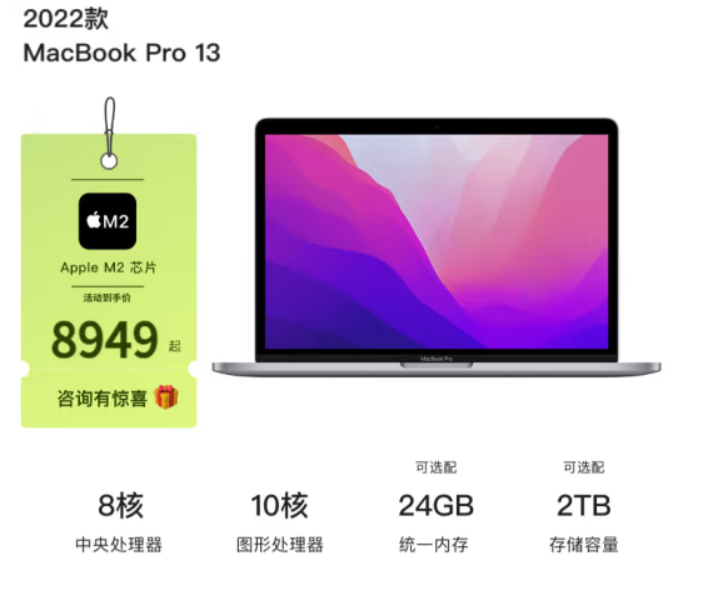 2022款
MacBook Pro 13
M2
Apple M2 芯片
活动到手价
8949 起
咨询有惊喜
MacBook Pro
8核
中央处理器
10核
图形处理器
可选配
24GB
统一内存
可选配
2TB
存储容量